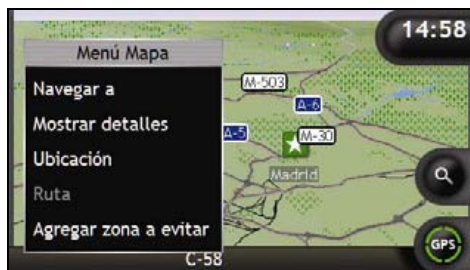 14:58
Menú Mapa
Navegar a
Mostrar detalles
Ubicación
Ruta
Agregar zona a evitar
M-503
A-6
A-5
M-30
Madrid
GPS
C-58